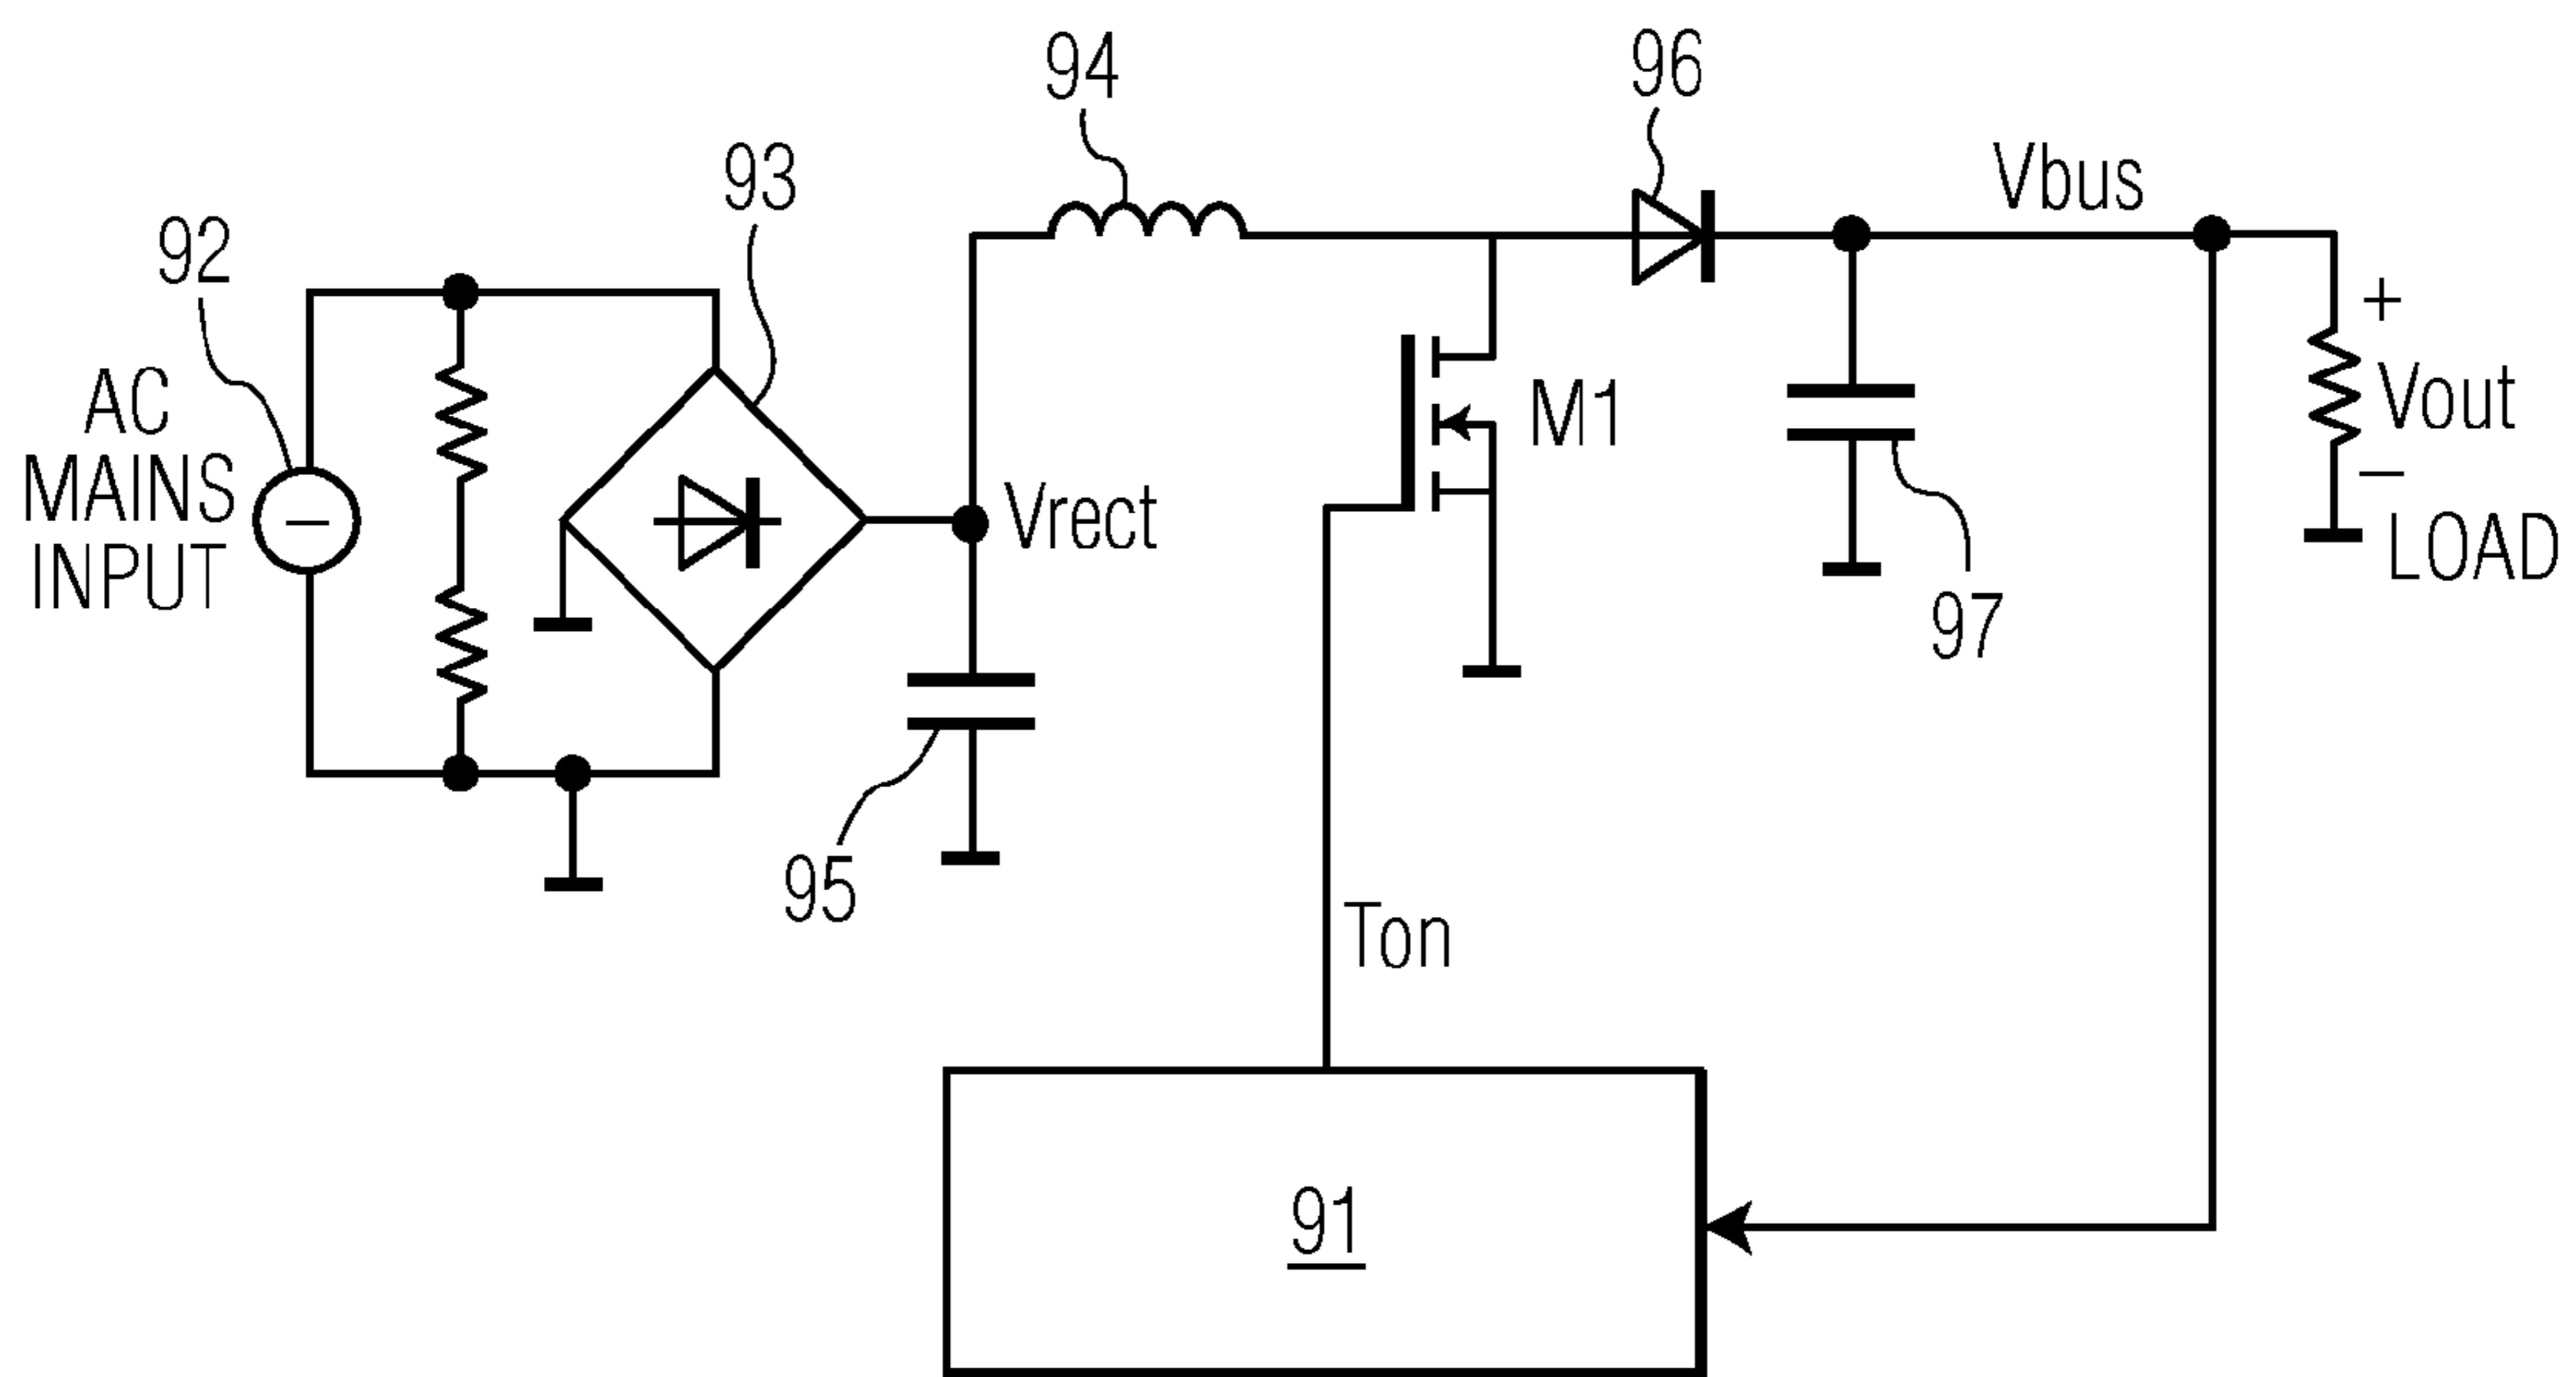 94
96
93
Vbus
92
+
AC
MAINS
INPUT
Vrect
M1
Vout
−
LOAD
97
95
Ton
91